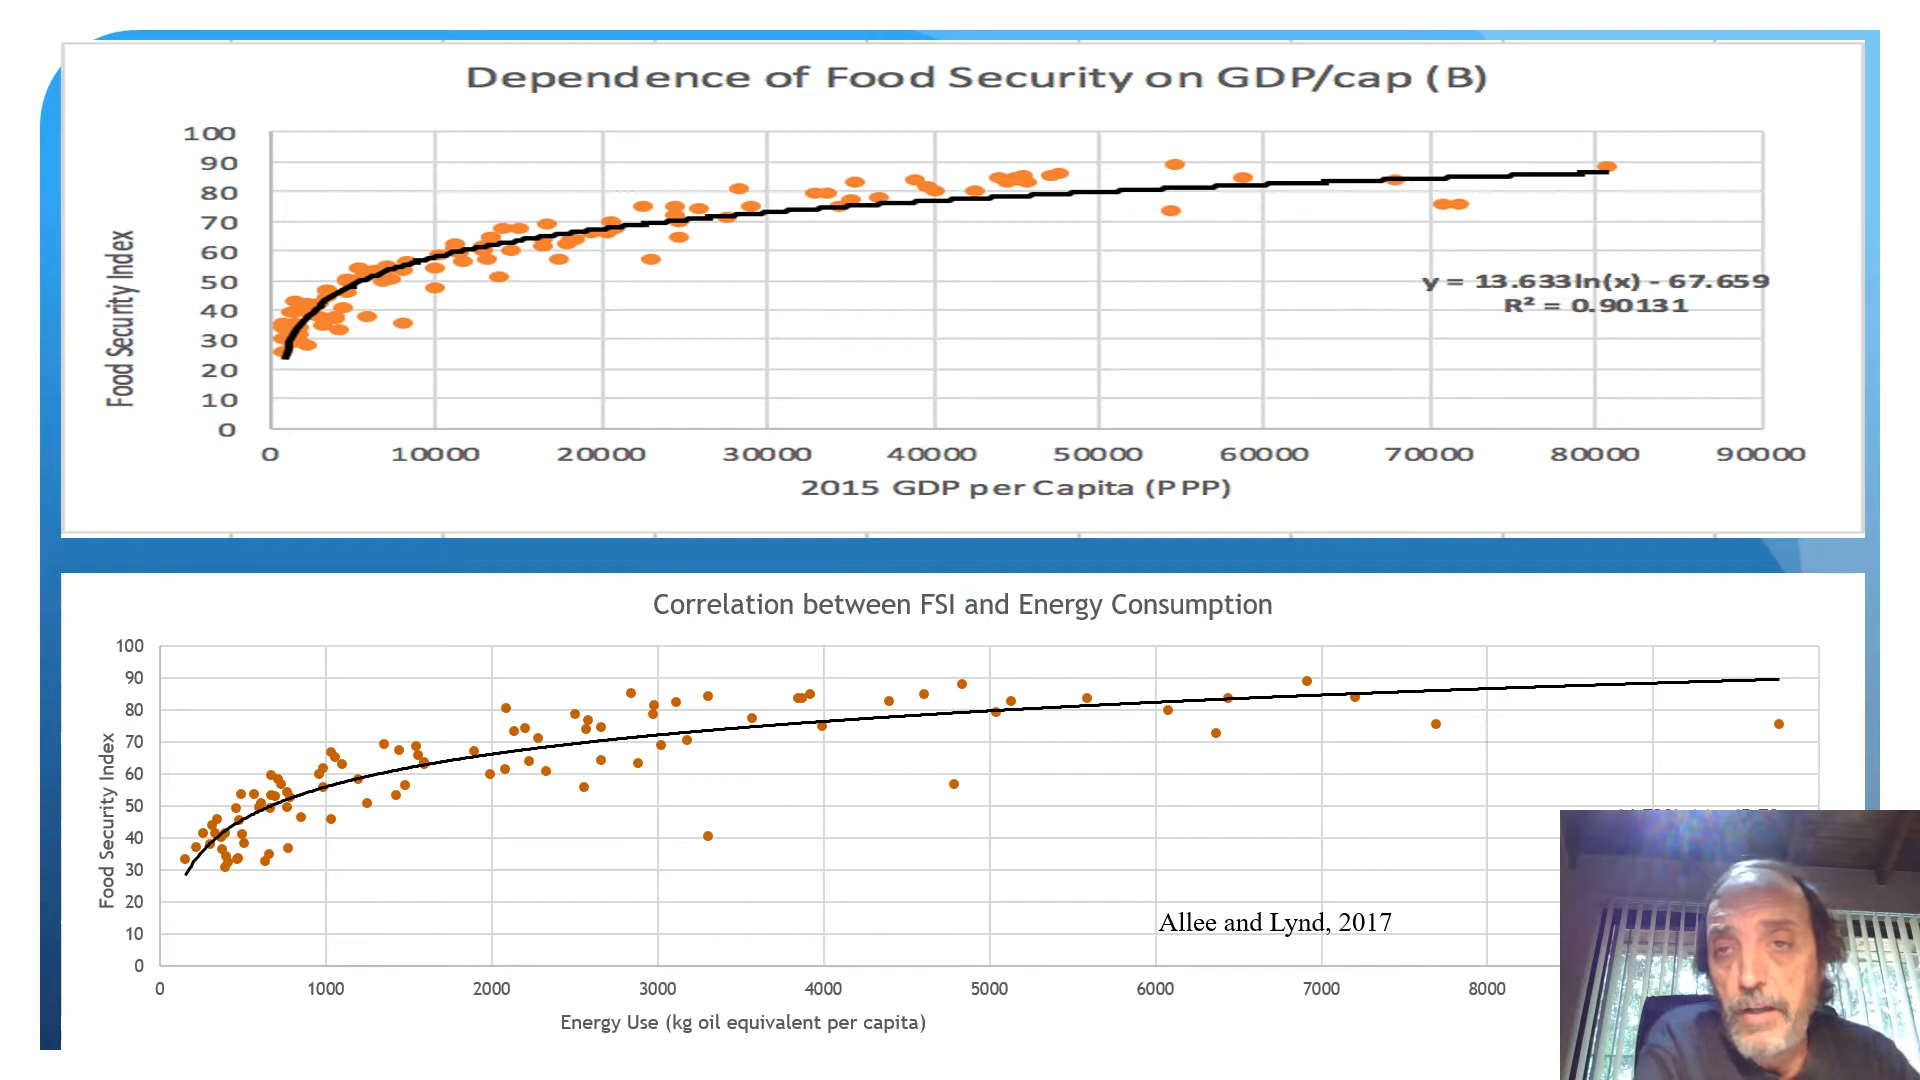 Dependence of Food Security on GDP/cap (B)
100
90
80
70
60
50
40
30
20
10
0
Food Security Index
y = 13.633ln(x) - 67.659
R² = 0.90131
0 10000 20000 30000 40000 50000 60000 70000 80000 90000
2015 GDP per Capita (PPP)
Correlation between FSI and Energy Consumption
100
90
80
70
60
50
40
30
20
10
0
Food Security Index
Allee and Lynd, 2017
0 1000 2000 3000 4000 5000 6000 7000 8000
Energy Use (kg oil equivalent per capita)